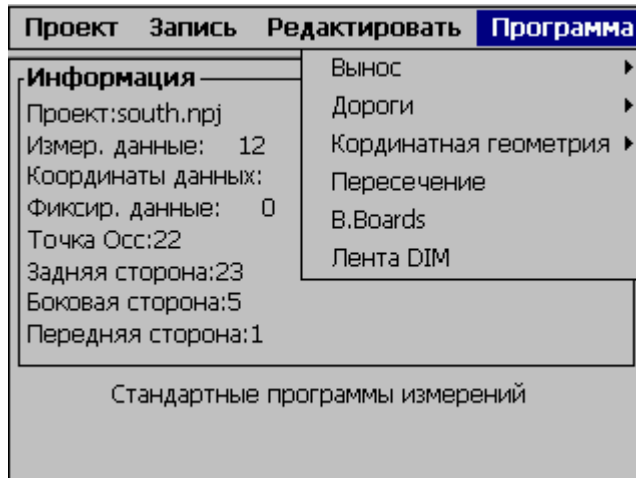 Проект Запись Редактировать Программа
Вынос
Дороги
Кординатная геометрия
Пересечение
B.Boards
Лента DIM
Информация
Проект:south.npj
Измер. данные: 12
Координаты данных:
Фиксир. данные: 0
Точка Осс:22
Задняя сторона:23
Боковая сторона:5
Передняя сторона:1
Стандартные программы измерений